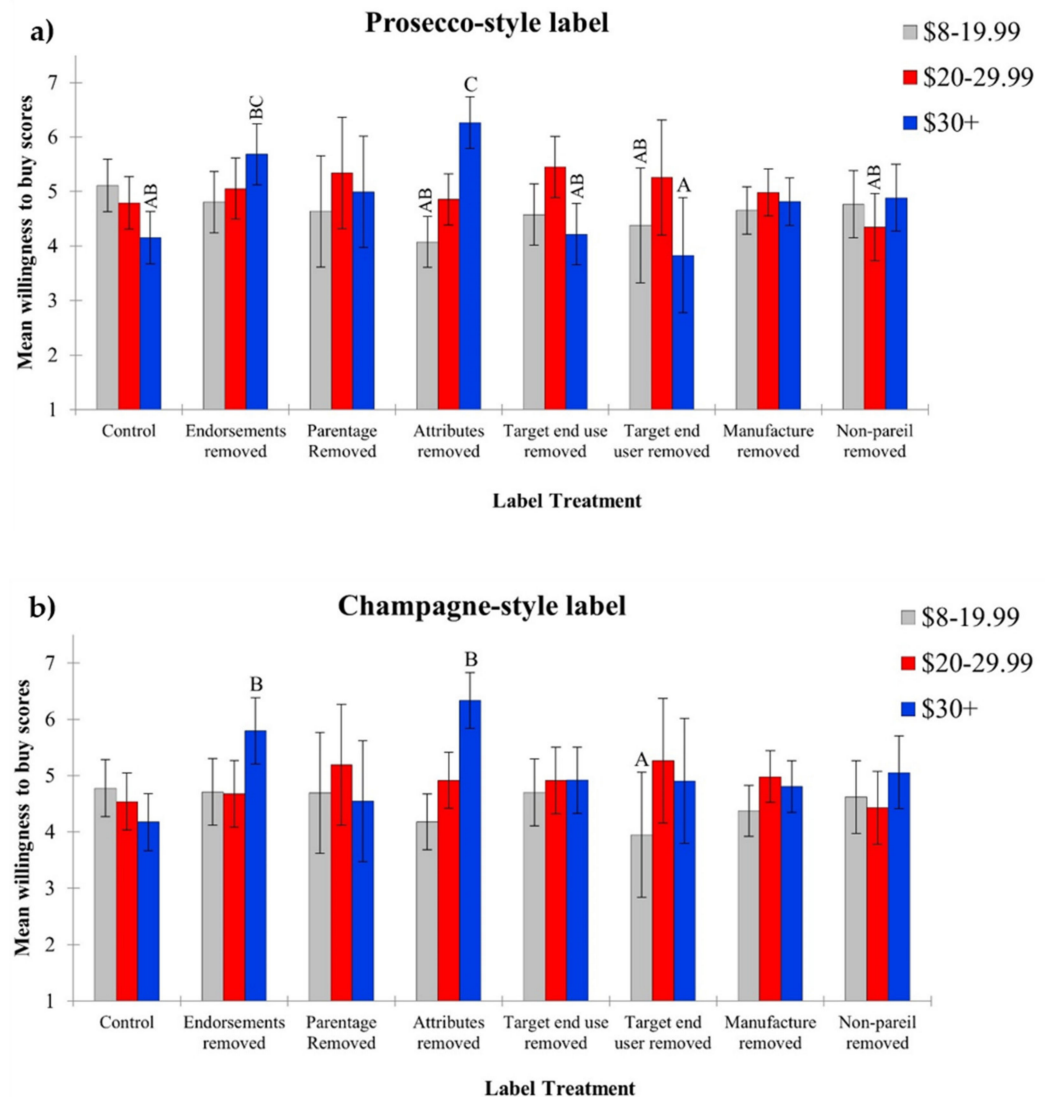 a)
Prosecco-style label
$8-19.99
$20-29.99
$30+
Mean willingness to buy scores
7
6
5
4
3
2
1
AB
BC
AB
C
AB
AB
A
AB
Control
Endorsements removed
Parentage Removed
Attributes removed
Target end use removed
Target end user removed
Manufacture removed
Non-pareil removed
Label Treatment
b)
Champagne-style label
$8-19.99
$20-29.99
$30+
Mean willingness to buy scores
7
6
5
4
3
2
1
B
B
A
Control
Endorsements removed
Parentage Removed
Attributes removed
Target end use removed
Target end user removed
Manufacture removed
Non-pareil removed
Label Treatment